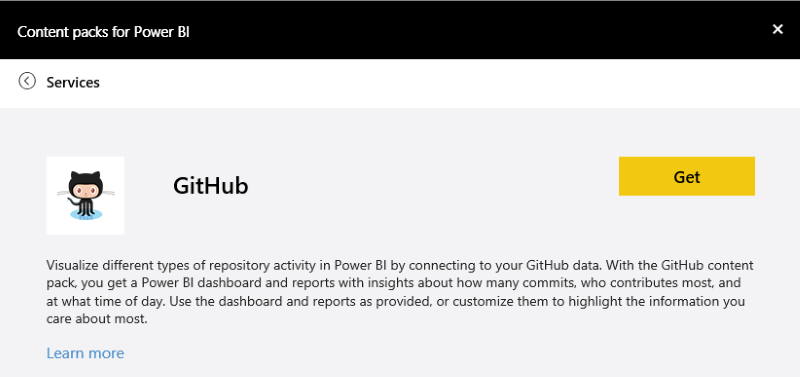 Content packs for Power BI
Services
GitHub
Get
Visualize different types of repository activity in Power BI by connecting to your GitHub data. With the GitHub content
pack, you get a Power BI dashboard and reports with insights about how many commits, who contributes most, and
at what time of day. Use the dashboard and reports as provided, or customize them to highlight the information you
care about most.
Learn more